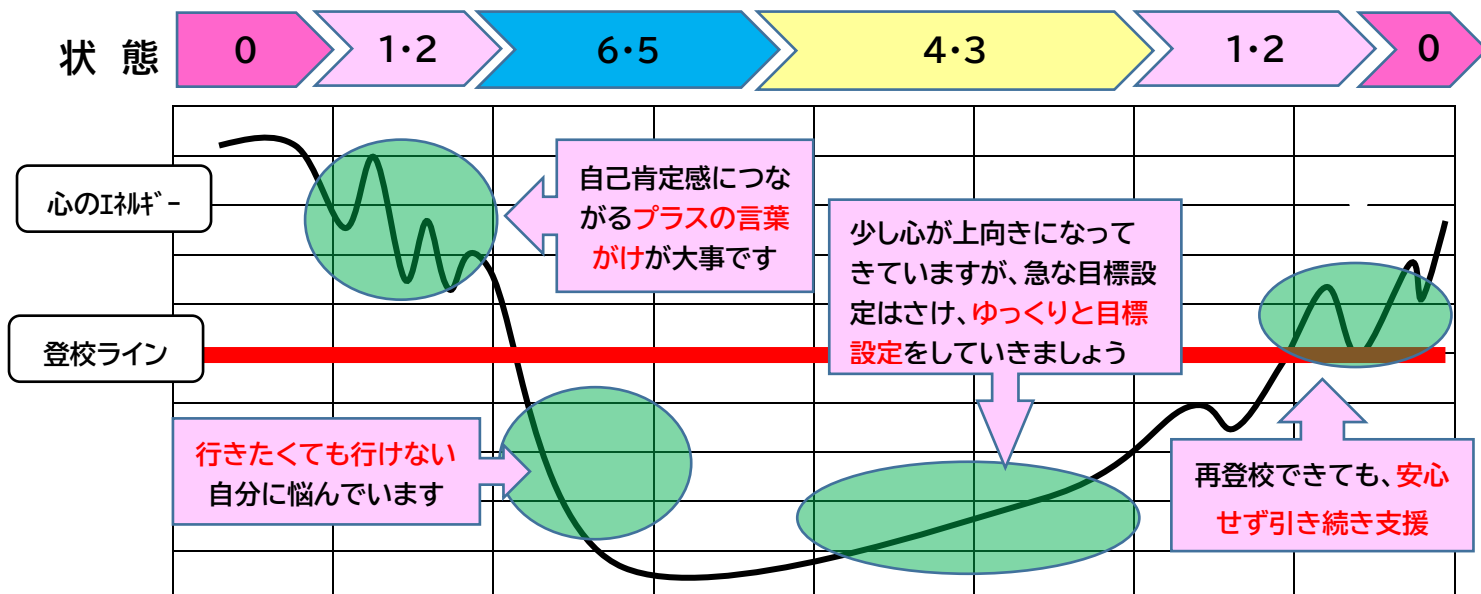 状 態
0
1・2
6・5
4・3
1・2
0
心のｴﾈﾙｷﾞｰ
自己肯定感につな
がるプラスの言葉
がけが大事です
少し心が上向きになって
きていますが、急な目標設
定はさけ、ゆっくりと目標
設定をしていきましょう
登校ライン
行きたくても行けない
自分に悩んでいます
再登校できても、安心
せず引き続き支援